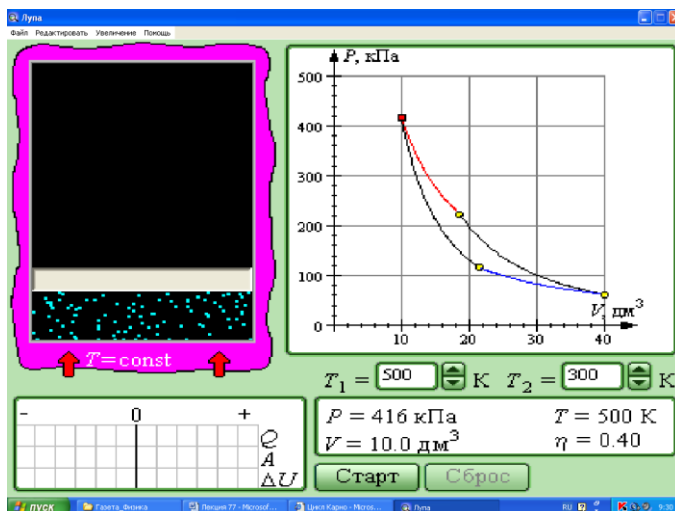 Лупа
Файл Редактировать Увеличение Помощь
P, кПа
500
400
300
200
100
0
10 20 30 40
V, дм³
T=const
T₁ = 500 К T₂ = 300 К
- 0 +
Q
A
ΔU
P = 416 кПа T = 500 К
V = 10.0 дм³ η = 0.40
Старт Сброс
пуск Газета_Физика Лекция 77 - Microsof... Цикл Карно - Micros... Лупа RU 9:30